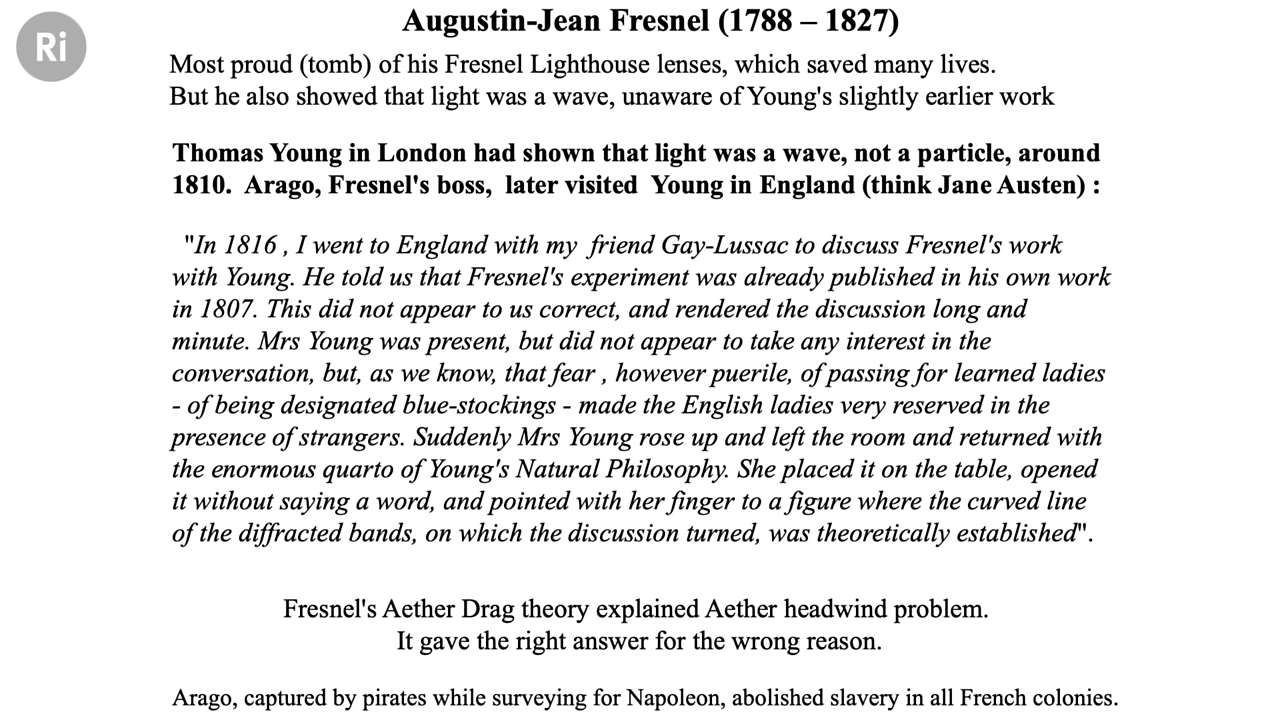 Ri
Augustin-Jean Fresnel (1788 – 1827)
Most proud (tomb) of his Fresnel Lighthouse lenses, which saved many lives.
But he also showed that light was a wave, unaware of Young's slightly earlier work
Thomas Young in London had shown that light was a wave, not a particle, around
1810. Arago, Fresnel's boss, later visited Young in England (think Jane Austen) :
"In 1816 , I went to England with my friend Gay-Lussac to discuss Fresnel's work
with Young. He told us that Fresnel's experiment was already published in his own work
in 1807. This did not appear to us correct, and rendered the discussion long and
minute. Mrs Young was present, but did not appear to take any interest in the
conversation, but, as we know, that fear , however puerile, of passing for learned ladies
- of being designated blue-stockings - made the English ladies very reserved in the
presence of strangers. Suddenly Mrs Young rose up and left the room and returned with
the enormous quarto of Young's Natural Philosophy. She placed it on the table, opened
it without saying a word, and pointed with her finger to a figure where the curved line
of the diffracted bands, on which the discussion turned, was theoretically established".
Fresnel's Aether Drag theory explained Aether headwind problem.
It gave the right answer for the wrong reason.
Arago, captured by pirates while surveying for Napoleon, abolished slavery in all French colonies.